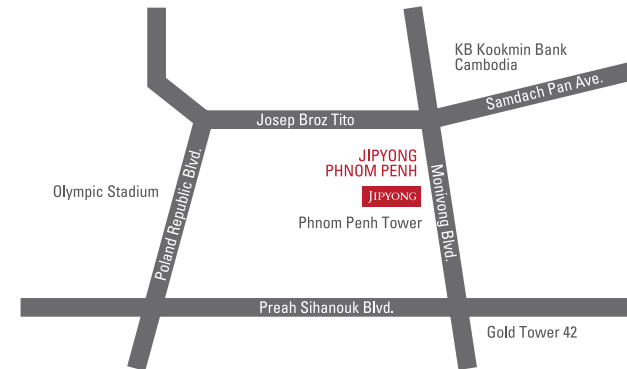 KB Kookmin Bank
Cambodia
Samdach Pan Ave.
Josep Broz Tito
JIPYONG
PHNOM PENH
JIPYONG
Phnom Penh Tower
Monivong Blvd.
Olympic Stadium
Poland Republic Blvd.
Preah Sihanouk Blvd.
Gold Tower 42